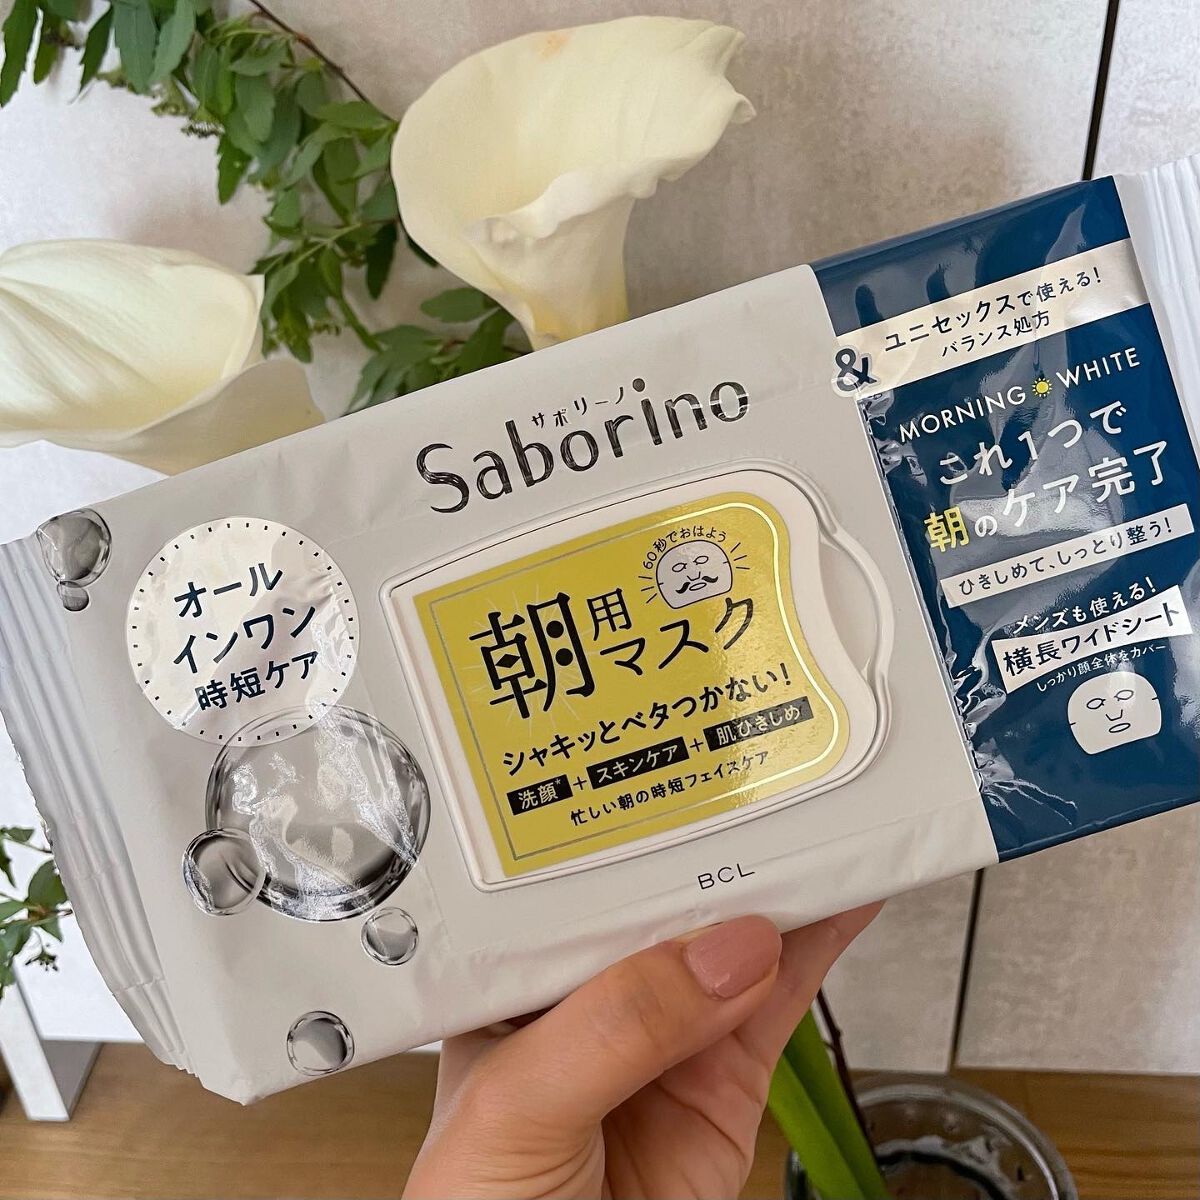 サボリーノ
Saborino
オール
インワン
時短ケア
60秒でおはよう
朝用
マスク
シャキッとベタつかない!
洗顔*+スキンケア+肌ひきしめ
忙しい朝の時短フェイスケア
BCL
&
ユニセックスで使える!
バランス処方
MORNING WHITE
これ1つで
朝のケア完了
ひきしめて、しっとり整う!
メンズも使える!
横長ワイドシート
しっかり顔全体をカバー